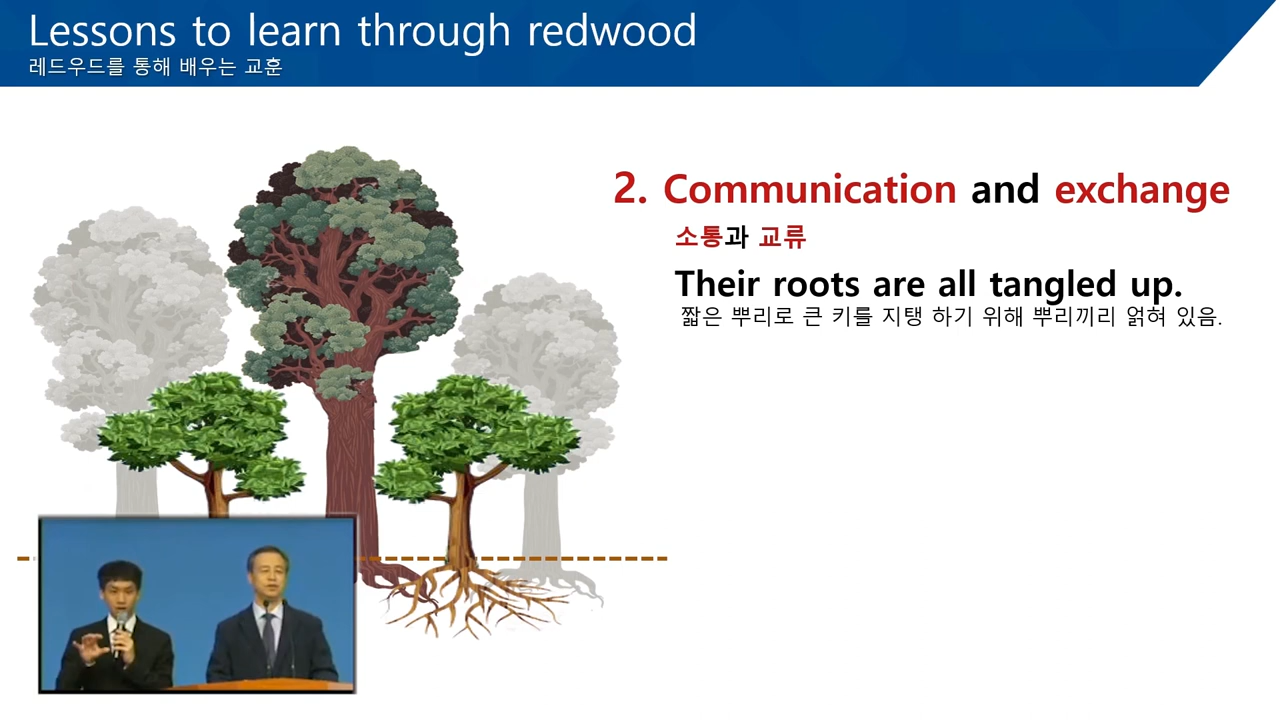 Lessons to learn through redwood
레드우드를 통해 배우는 교훈
2. Communication and exchange
소통과 교류
Their roots are all tangled up.
짧은 뿌리로 큰 키를 지탱 하기 위해 뿌리끼리 얽혀 있음.